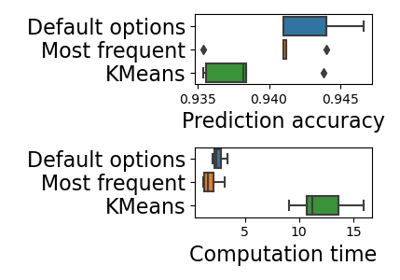 Default options
Most frequent
KMeans
0.935 0.940 0.945
Prediction accuracy
Default options
Most frequent
KMeans
5 10 15
Computation time